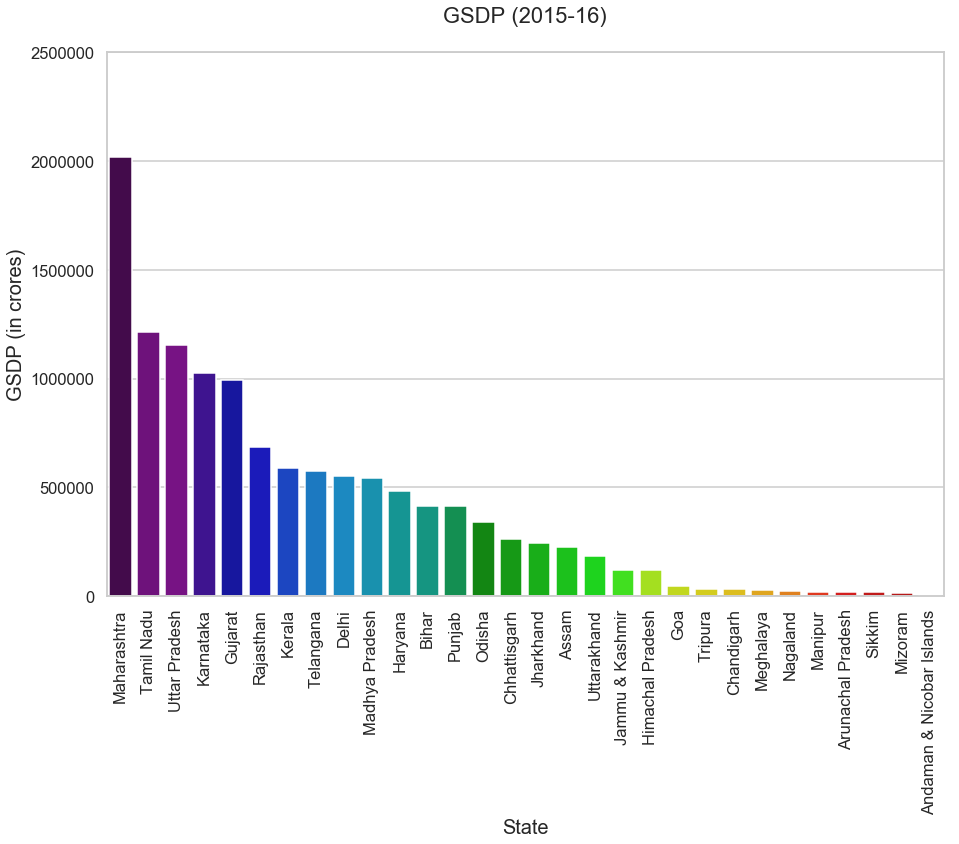 GSDP (2015-16)
2500000
2000000
1500000
1000000
500000
0
GSDP (in crores)
Maharashtra
Tamil Nadu
Uttar Pradesh
Karnataka
Gujarat
Rajasthan
Kerala
Telangana
Delhi
Madhya Pradesh
Haryana
Bihar
Punjab
Odisha
Chhattisgarh
Jharkhand
Assam
Uttarakhand
Jammu & Kashmir
Himachal Pradesh
Goa
Tripura
Chandigarh
Meghalaya
Nagaland
Manipur
Arunachal Pradesh
Sikkim
Mizoram
Andaman & Nicobar Islands
State